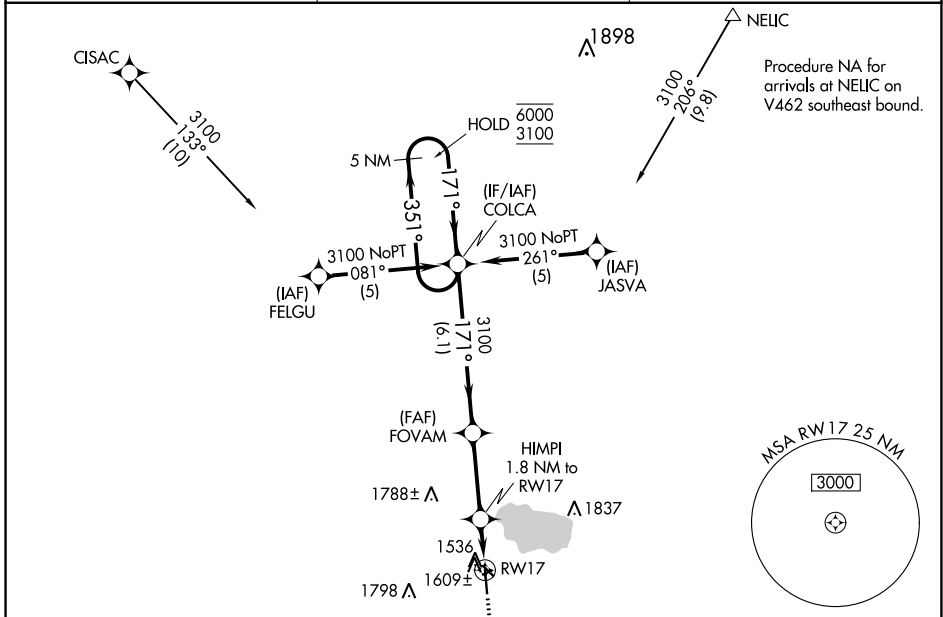 NELIC
1898
CISAC
Procedure NA for
arrivals at NELIC on
V462 southeast bound.
3100
206°
(9.8)
3100
133°
(10)
HOLD 6000
3100
5 NM
171°
351°
(IF/IAF)
COLCA
3100 NoPT
081°
(5)
3100 NoPT
261°
(5)
(IAF)
FELGU
(IAF)
JASVA
3100
171°
(6.1)
(FAF)
FOVAM
HIMPI
1.8 NM to
RW17
MSA RW17 25 NM
3000
1788±
1837
1536
RW17
1609±
1798